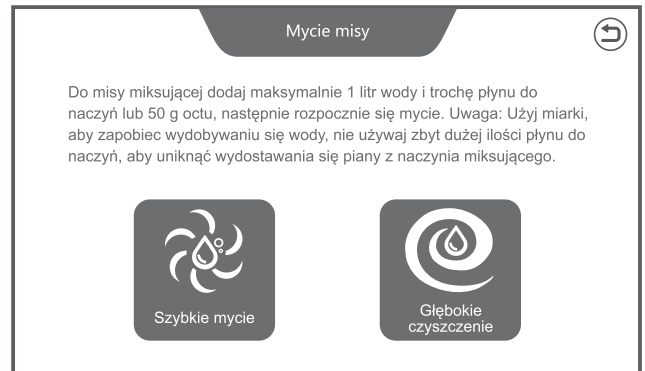 Mycie misy
Do misy miksującej dodaj maksymalnie 1 litr wody i trochę płynu do
naczyń lub 50 g octu, następnie rozpocznie się mycie. Uwaga: Użyj miarki,
aby zapobiec wydobywaniu się wody, nie używaj zbyt dużej ilości płynu do
naczyń, aby uniknąć wydostawania się piany z naczynia miksującego.
Szybkie mycie
Głębokie
czyszczenie